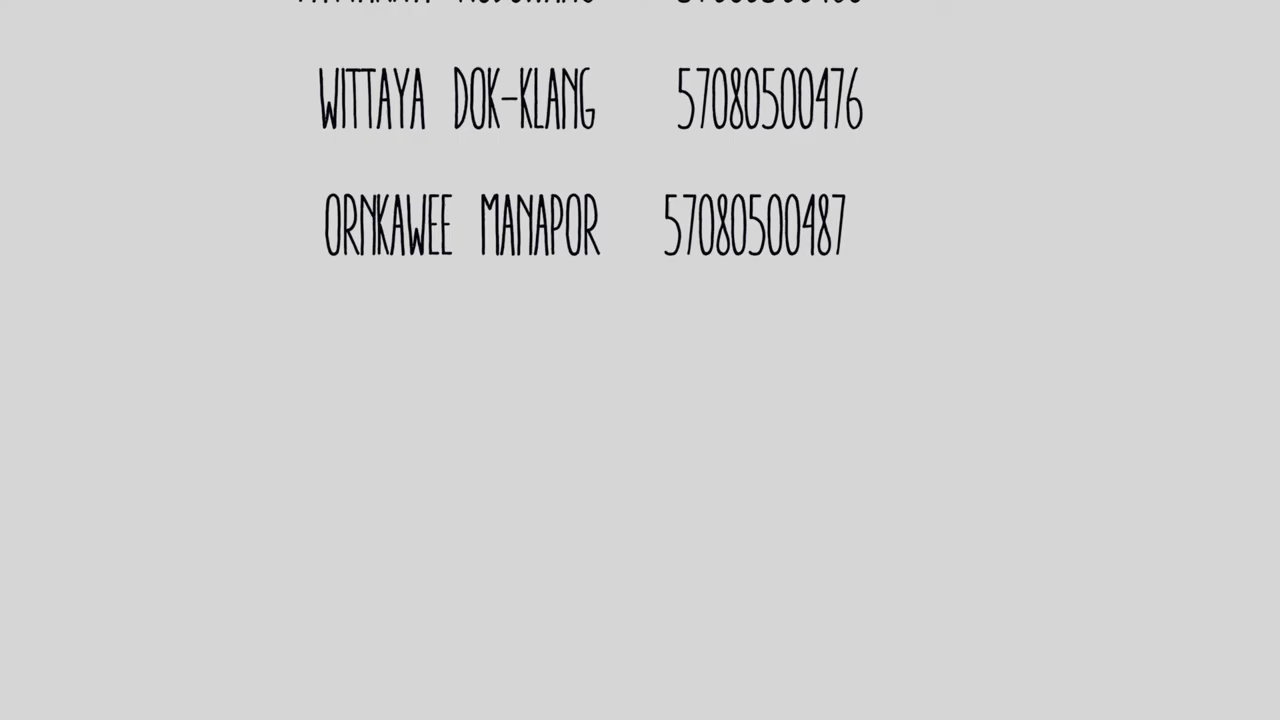 WITTAYA DOK-KLANG 57080500476
ORNKAWEE MANAPOR 57080500487